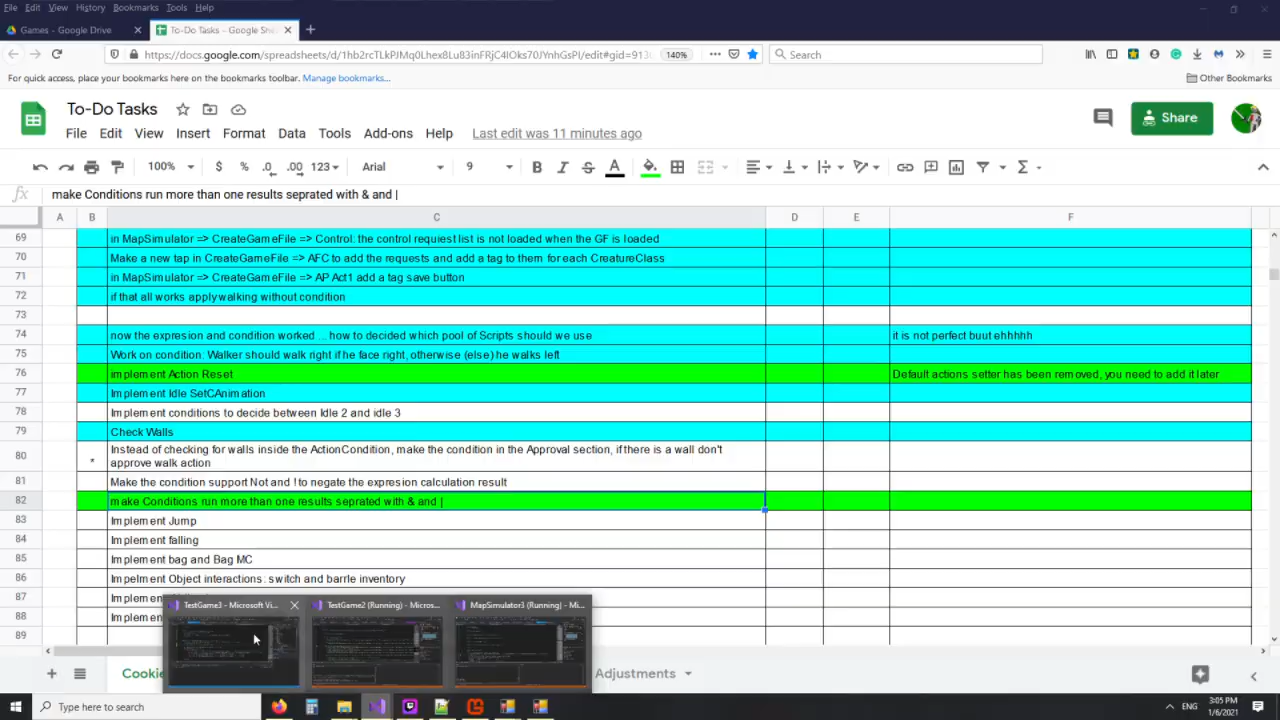 File Edit View History Bookmarks Tools Help
Games - Google Drive
To-Do Tasks – Google She
140%
Search
For quick access, place your bookmarks here on the bookmarks toolbar. Manage bookmarks...
Other Bookmarks
To-Do Tasks
File Edit View Insert Format Data Tools Add-ons Help Last edit was 11 minutes ago
Share
100% $ % .0 .00 123 Arial 9 B I S A
fx make Conditions run more than one results seprated with & and |
A B C D E F
69 in MapSimulator => CreateGameFile => Control: the control requiest list is not loaded when the GF is loaded
70 Make a new tap in CreateGameFile => AFC to add the requests and add a tag to them for each CreatureClass
71 in MapSimulator => CreateGameFile => AP.Act1 add a tag save button
72 if that all works apply walking without condition
73
74 now the expresion and condition worked ... how to decided which pool of Scripts should we use it is not perfect buut ehhhhh
75 Work on condition: Walker should walk right if he face right, otherwise (else) he walks left
76 implement Action Reset Default actions setter has been removed, you need to add it later
77 Implement Idle SetCAnimation
78 Implement conditions to decide between Idle 2 and idle 3
79 Check Walls
80 * Instead of checking for walls inside the ActionCondition, make the condition in the Approval section, if there is a wall don't
approve walk action
81 Make the condition support Not and ! to negate the expresion calculation result
82 make Conditions run more than one results seprated with & and |
83 Implement Jump
84 Implement falling
85 Implement bag and Bag MC
86 Impelment Object interactions: switch and barrle inventory
87
88
89
TestGame3 - Microsoft Vi...
TestGame2 (Running) - Micros...
MapSimulator3 (Running) - Mi...
Cookie
Adjustments
Type here to search
ENG
3:05 PM
1/6/2021